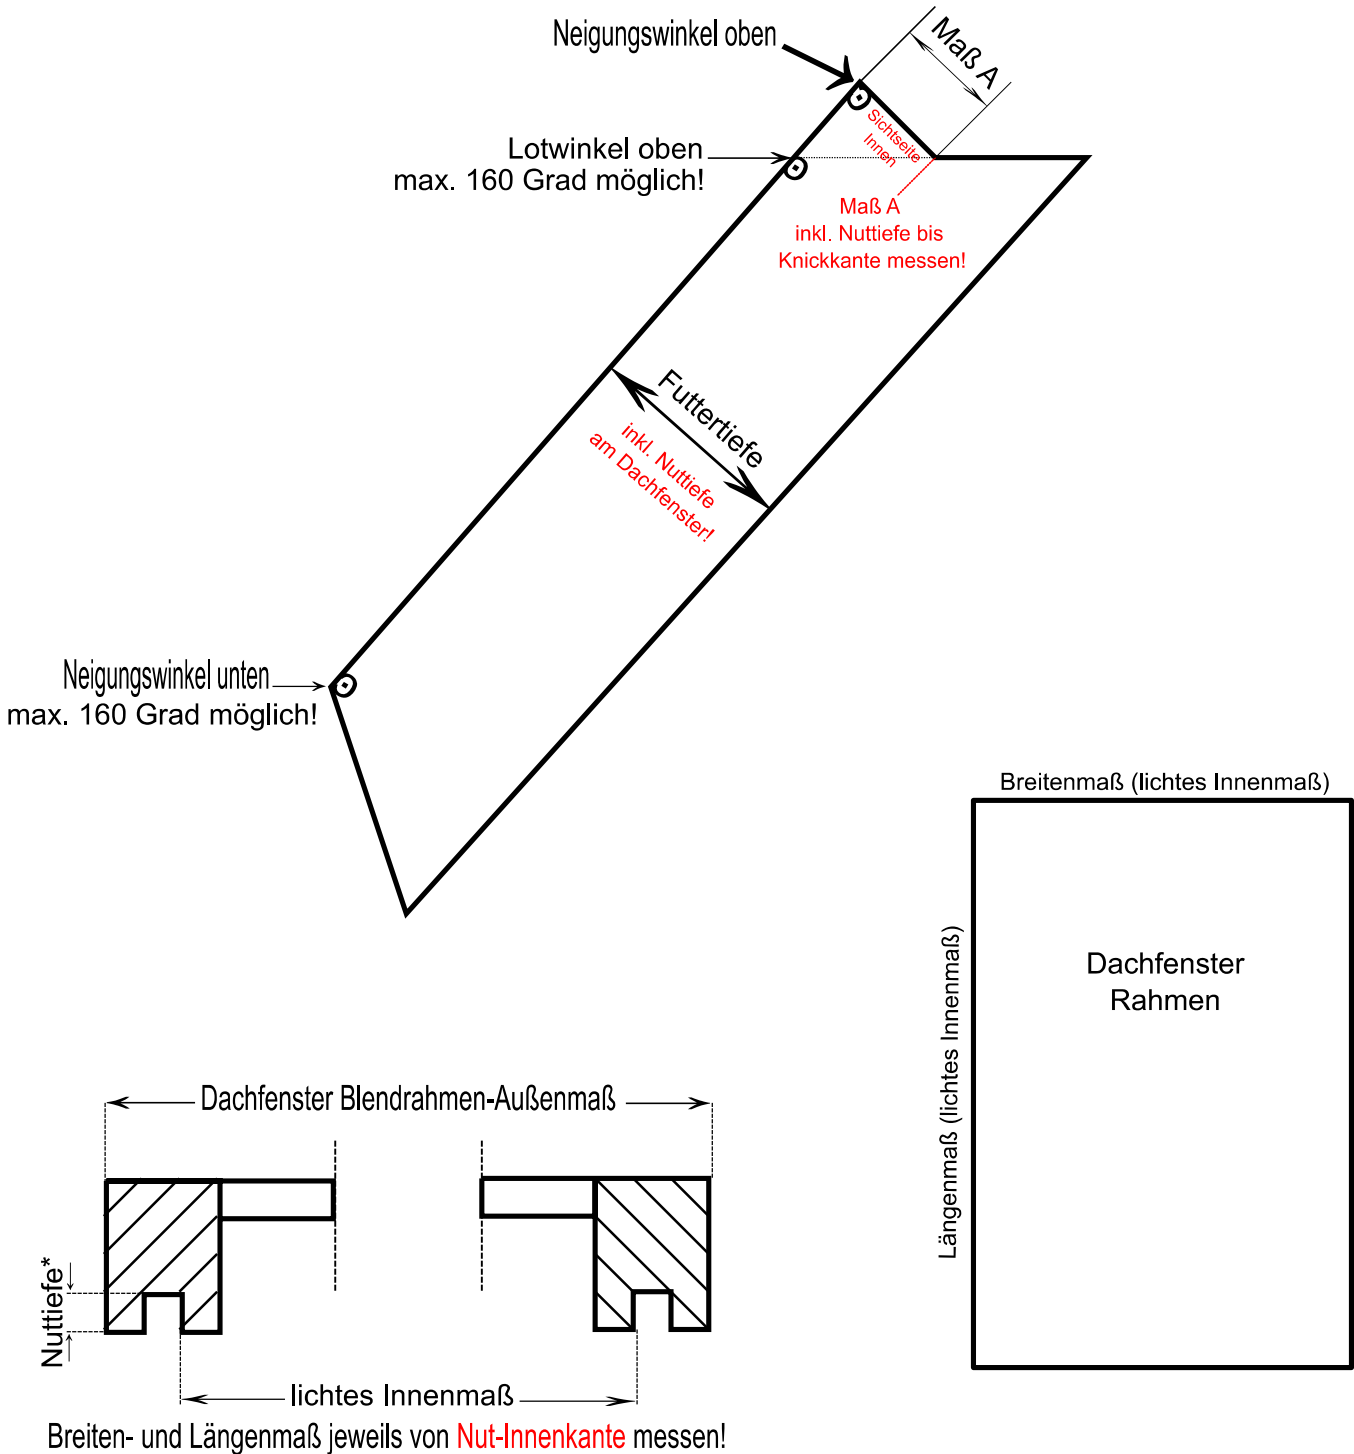 Neigungswinkel oben
Maß A
Sichtseite
Innen
Lotwinkel oben
max. 160 Grad möglich!
Maß A
inkl. Nuttiefe bis
Knickkante messen!
Futtertiefe
inkl. Nuttiefe
am Dachfenster!
Neigungswinkel unten
max. 160 Grad möglich!
Breitenmaß (lichtes Innenmaß)
Längenmaß (lichtes Innenmaß)
Dachfenster
Rahmen
Dachfenster Blendrahmen-Außenmaß
Nuttiefe*
lichtes Innenmaß
Breiten- und Längenmaß jeweils von Nut-Innenkante messen!